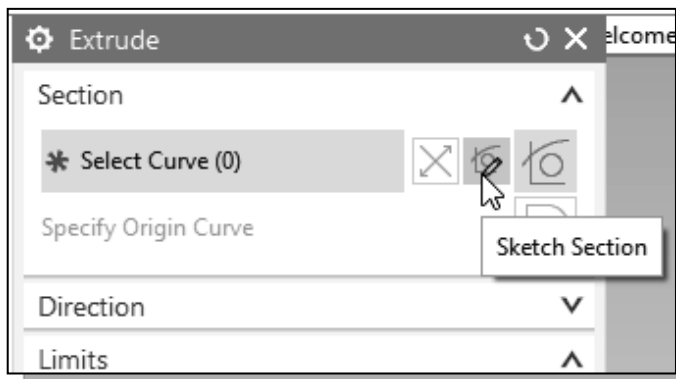 Extrude
elcome
Section
Select Curve (0)
Specify Origin Curve
Sketch Section
Direction
Limits